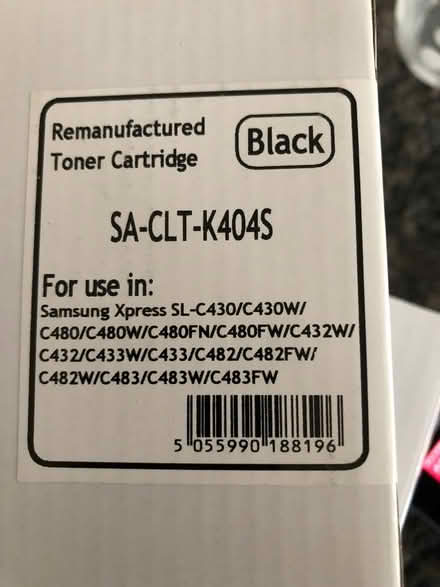 Remanufactured
Toner Cartridge
Black
SA-CLT-K404S
For use in:
Samsung Xpress SL-C430/C430W/
C480/C480W/C480FN/C480FW/C432W/
C432/C433W/C433/C482/C482FW/
C482W/C483/C483W/C483FW
5 055990 188196